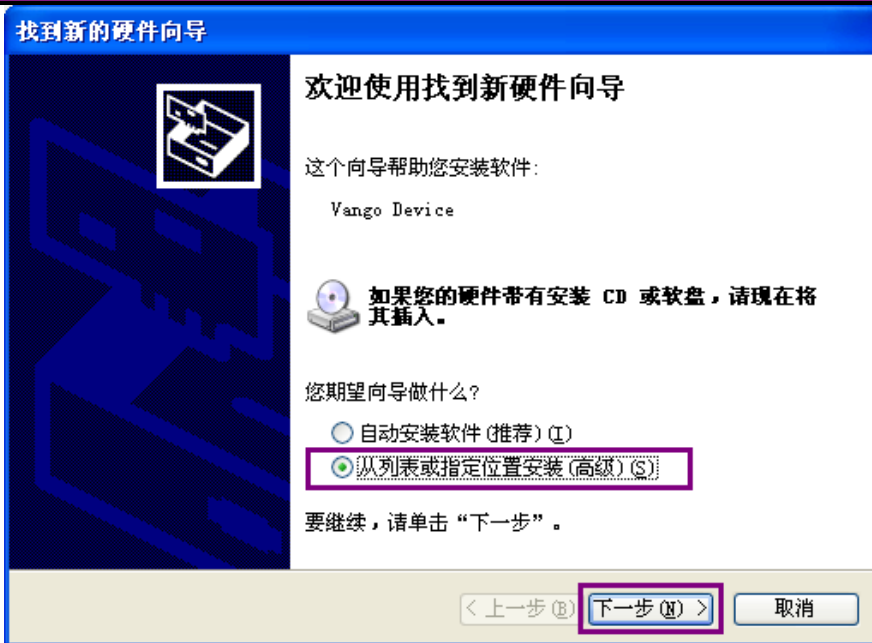 找到新的硬件向导
欢迎使用找到新硬件向导
这个向导帮助您安装软件:
Vango Device
如果您的硬件带有安装 CD 或软盘，请现在将
其插入。
您期望向导做什么?
自动安装软件(推荐)(I)
从列表或指定位置安装(高级)(S)
要继续，请单击“下一步”。
< 上一步(B) 下一步(N) > 取消